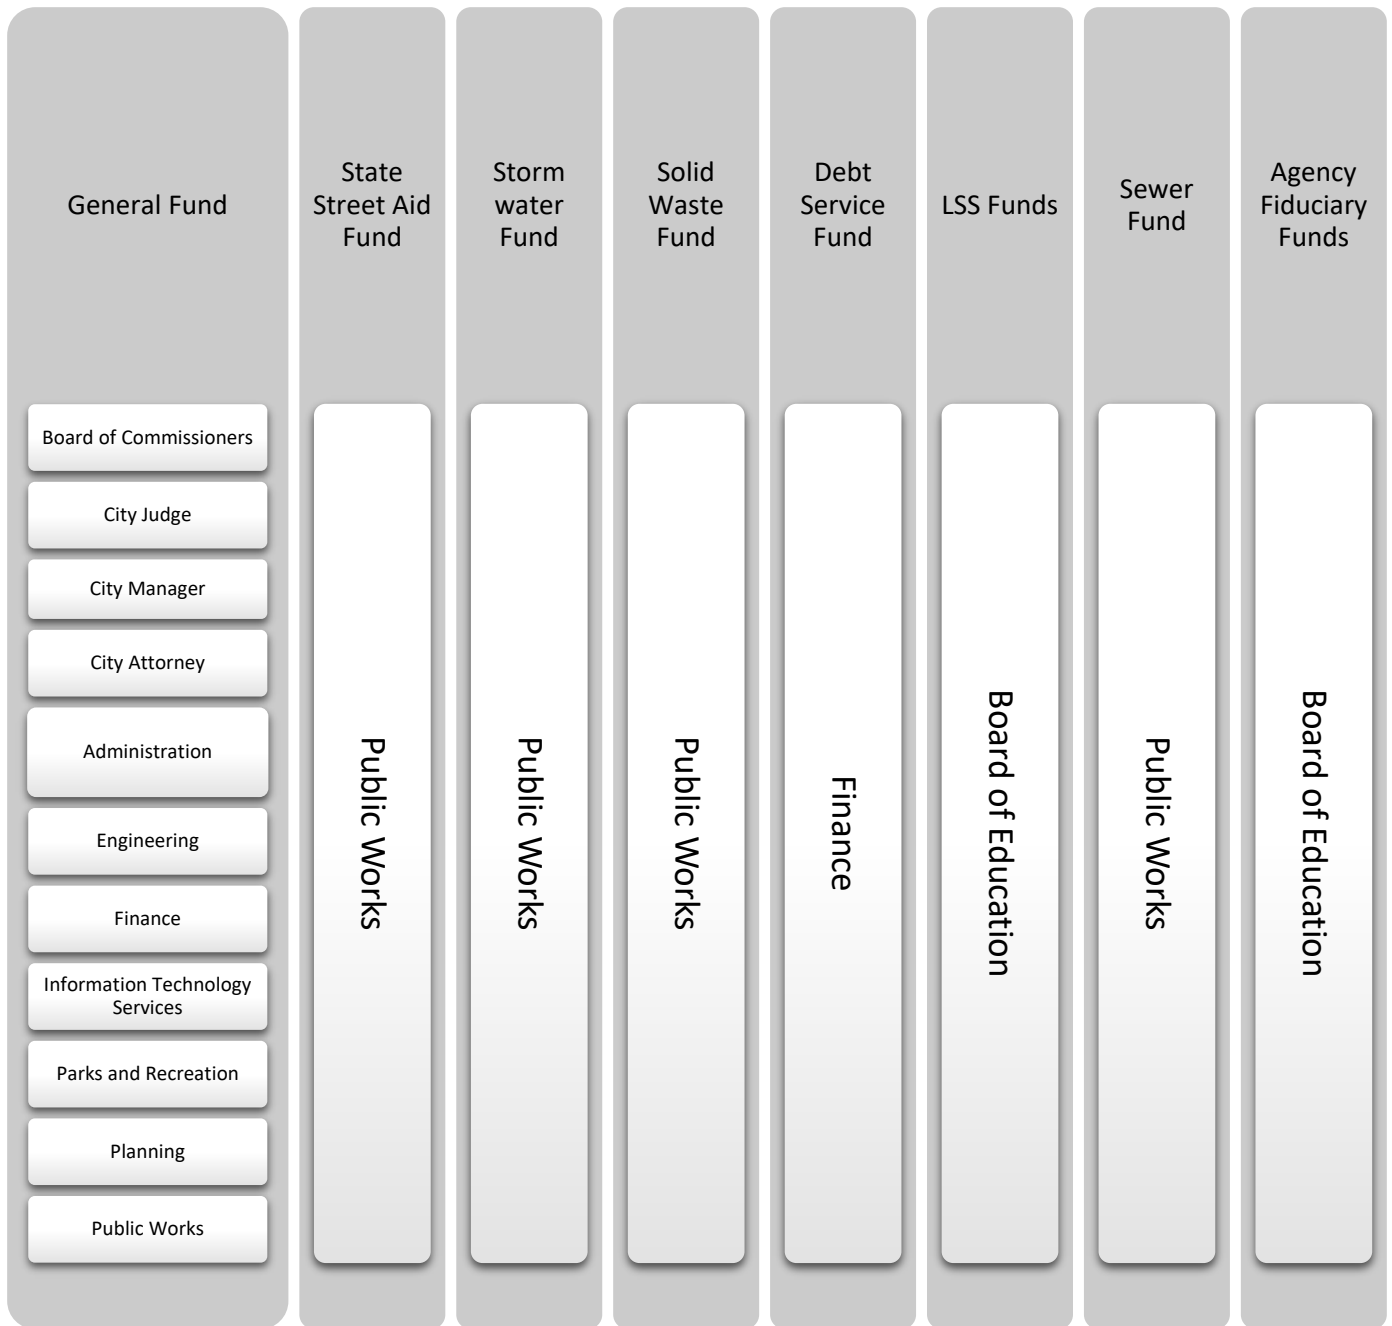 General Fund
Board of Commissioners
City Judge
City Manager
City Attorney
Administration
Engineering
Finance
Information Technology
Services
Parks and Recreation
Planning
Public Works
State
Street Aid
Fund
Public Works
Storm
water
Fund
Public Works
Solid
Waste
Fund
Public Works
Debt
Service
Fund
Finance
LSS Funds
Board of Education
Sewer
Fund
Public Works
Agency
Fiduciary
Funds
Board of Education